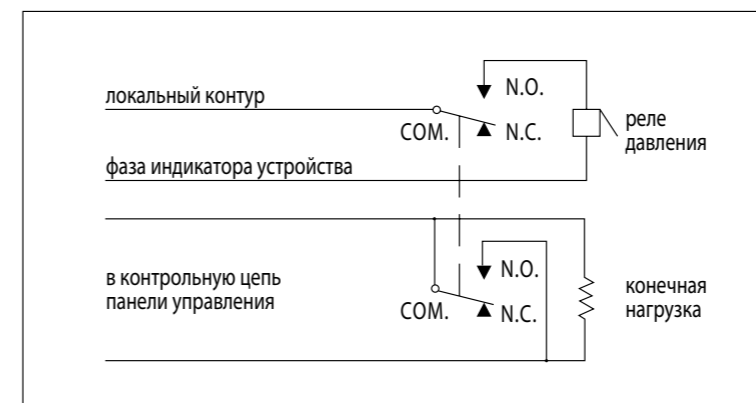 локальный контур
N.O.
COM.
N.C.
реле
давления
фаза индикатора устройства
в контрольную цепь
панели управления
N.O.
COM.
N.C.
конечная
нагрузка